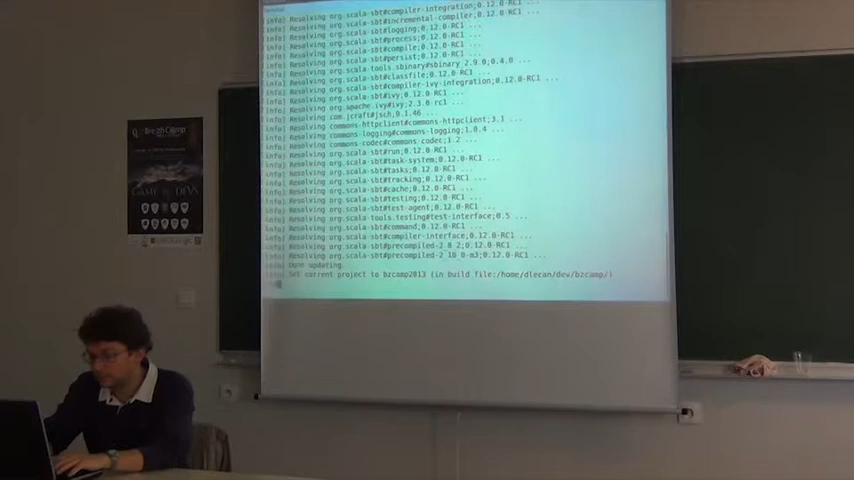 BreizhCamp
GAME OF DEVS
[info] Resolving org.scala-sbt#compiler-integration;0.12.0-RC1 ...
[info] Resolving org.scala-sbt#incremental-compiler;0.12.0-RC1 ...
[info] Resolving org.scala-sbt#logging;0.12.0-RC1 ...
[info] Resolving org.scala-sbt#process;0.12.0-RC1 ...
[info] Resolving org.scala-sbt#compile;0.12.0-RC1 ...
[info] Resolving org.scala-sbt#persist;0.12.0-RC1 ...
[info] Resolving org.scala-tools.sbinary#sbinary_2.9.0;0.4.0 ...
[info] Resolving org.scala-sbt#classfile;0.12.0-RC1 ...
[info] Resolving org.scala-sbt#compiler-ivy-integration;0.12.0-RC1 ...
[info] Resolving org.scala-sbt#ivy;0.12.0-RC1 ...
[info] Resolving org.apache.ivy#ivy;2.3.0-rc1 ...
[info] Resolving com.jcraft#jsch;0.1.46 ...
[info] Resolving commons-httpclient#commons-httpclient;3.1 ...
[info] Resolving commons-logging#commons-logging;1.0.4 ...
[info] Resolving commons-codec#commons-codec;1.2 ...
[info] Resolving org.scala-sbt#run;0.12.0-RC1 ...
[info] Resolving org.scala-sbt#task-system;0.12.0-RC1 ...
[info] Resolving org.scala-sbt#tasks;0.12.0-RC1 ...
[info] Resolving org.scala-sbt#tracking;0.12.0-RC1 ...
[info] Resolving org.scala-sbt#cache;0.12.0-RC1 ...
[info] Resolving org.scala-sbt#testing;0.12.0-RC1 ...
[info] Resolving org.scala-sbt#test-agent;0.12.0-RC1 ...
[info] Resolving org.scala-tools.testing#test-interface;0.5 ...
[info] Resolving org.scala-sbt#command;0.12.0-RC1 ...
[info] Resolving org.scala-sbt#compiler-interface;0.12.0-RC1 ...
[info] Resolving org.scala-sbt#precompiled-2_8_2;0.12.0-RC1 ...
[info] Resolving org.scala-sbt#precompiled-2_10_0-m3;0.12.0-RC1 ...
[info] Done updating.
[info] Set current project to bzcamp2013 (in build file:/home/dlecan/dev/bzcamp/)